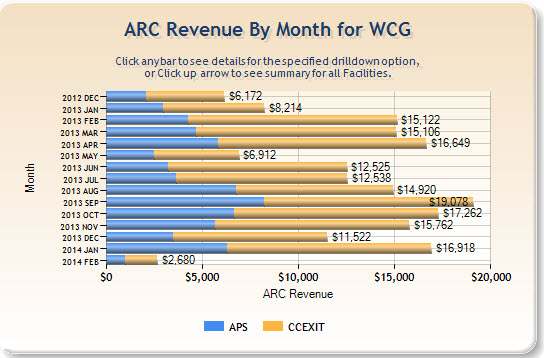 ARC Revenue By Month for WCG
Click any bar to see details for the specified drilldown option,
or Click up arrow to see summary for all Facilities.
Month
2012 DEC $6,172
2013 JAN $8,214
2013 FEB $15,122
2013 MAR $15,106
2013 APR $16,649
2013 MAY $6,912
2013 JUN $12,525
2013 JUL $12,538
2013 AUG $14,920
2013 SEP $19,078
2013 OCT $17,262
2013 NOV $15,762
2013 DEC $11,522
2014 JAN $16,918
2014 FEB $2,680
$0 $5,000 $10,000 $15,000 $20,000
ARC Revenue
APS CCEXIT